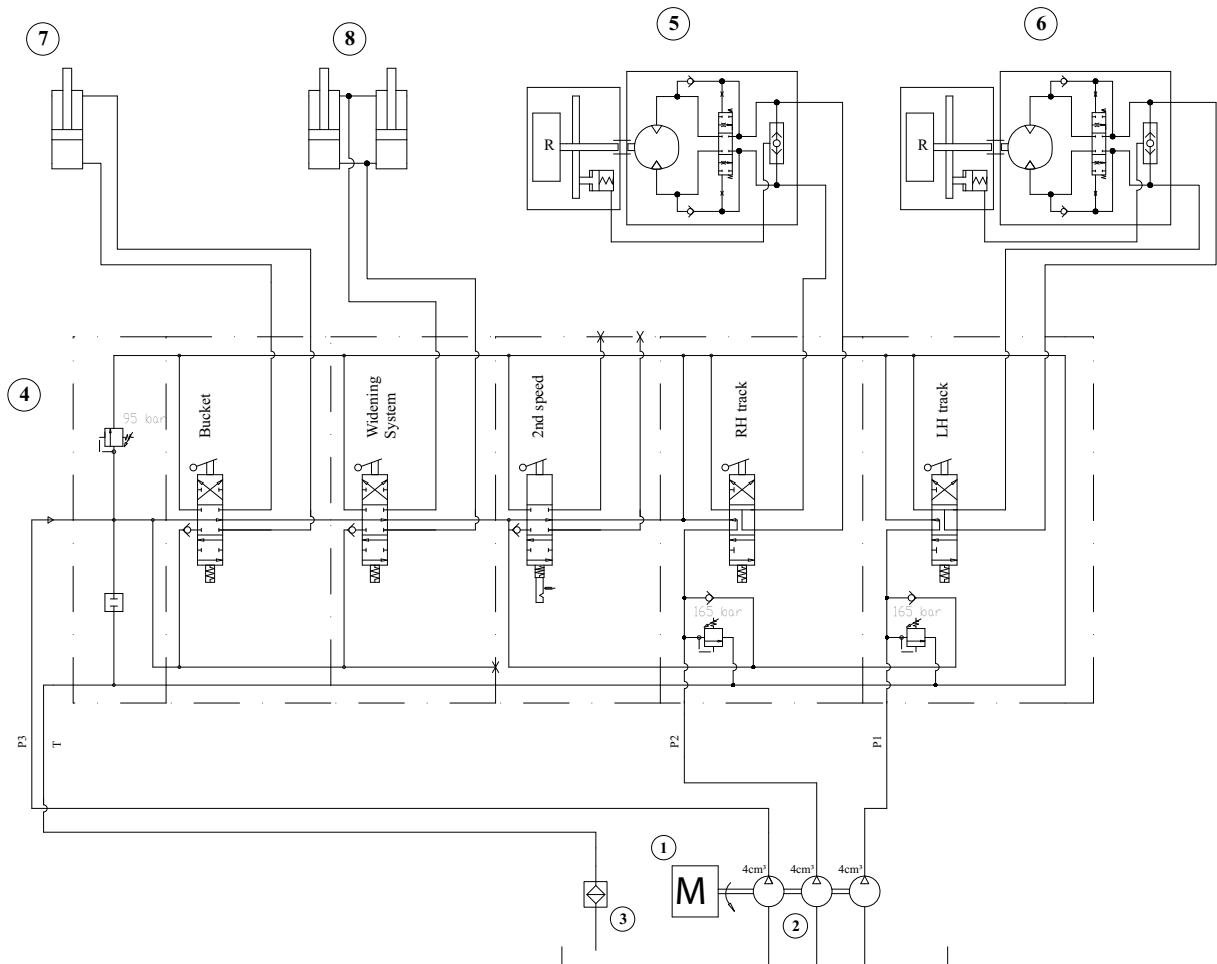 7
8
5
6
R
R
4
95 bar
Bucket
Widening
System
2nd speed
RH track
LH track
165 bar
165 bar
P3
T
P2
P1
1
M
4cm³
4cm³
4cm³
2
3